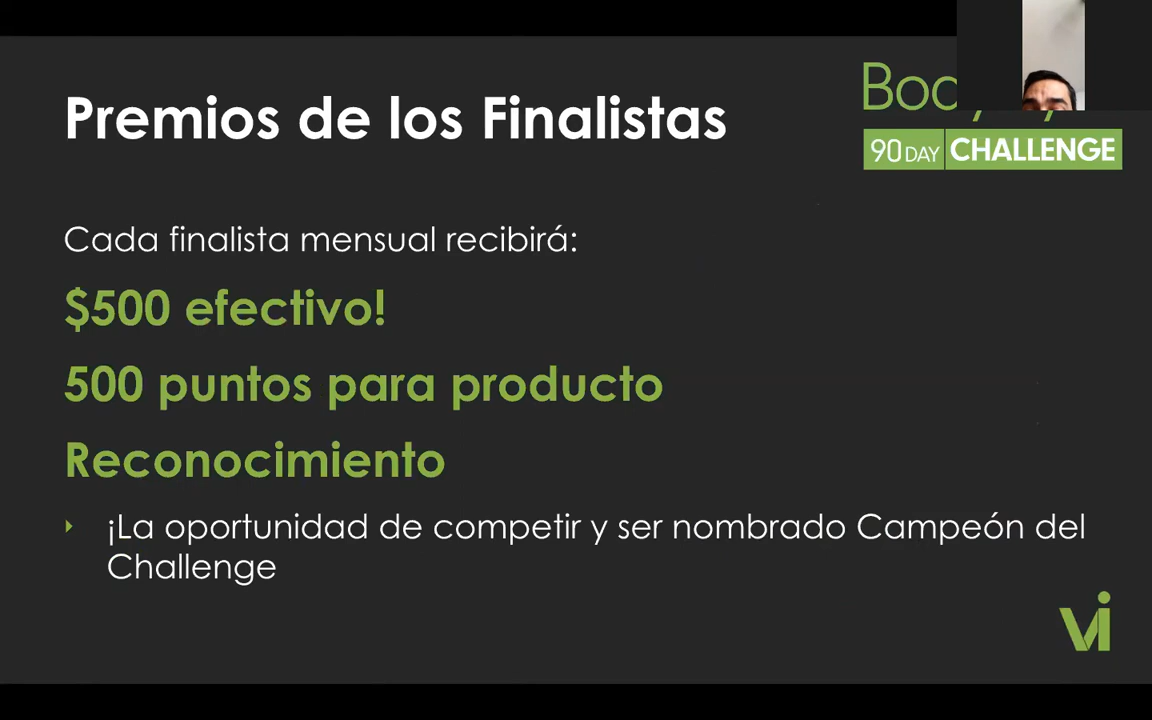 Premios de los Finalistas
90 DAY CHALLENGE
Cada finalista mensual recibirá:
$500 efectivo!
500 puntos para producto
Reconocimiento
¡La oportunidad de competir y ser nombrado Campeón del
Challenge
vi